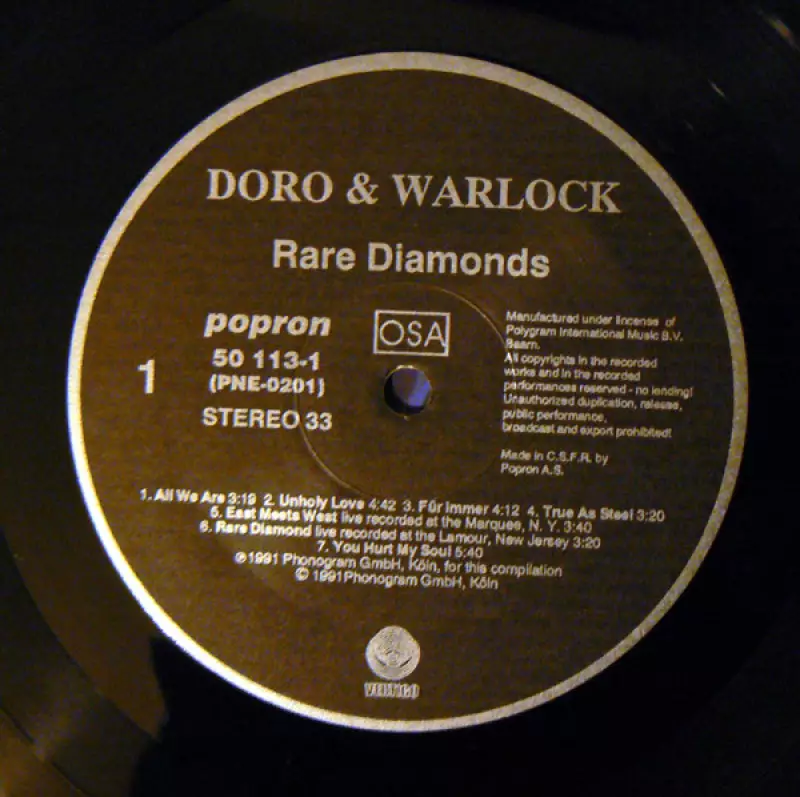 DORO & WARLOCK
Rare Diamonds
popron
50 113-1
(PNE-0201)
STEREO 33
1
OSA
Manufactured under lincense of
Polygram International Music B.V.
Baarn.
All copyrights in the recorded
works and in the recorded
performances reserved - no lending!
Unauthorized duplication, release,
public performance,
broadcast and export prohibited!
Made in C.S.F.R. by
Popron A.S.
1. All We Are 3:19 2. Unholy Love 4:42 3. Für Immer 4:12 4. True As Steel 3:20
5. East Meets West live recorded at the Marquee, N. Y. 3:40
6. Rare Diamond live recorded at the Lamour, New Jersey 3:20
7. You Hurt My Soul 5:40
℗1991 Phonogram GmbH, Köln, for this compilation
© 1991Phonogram GmbH, Köln
VERTIGO